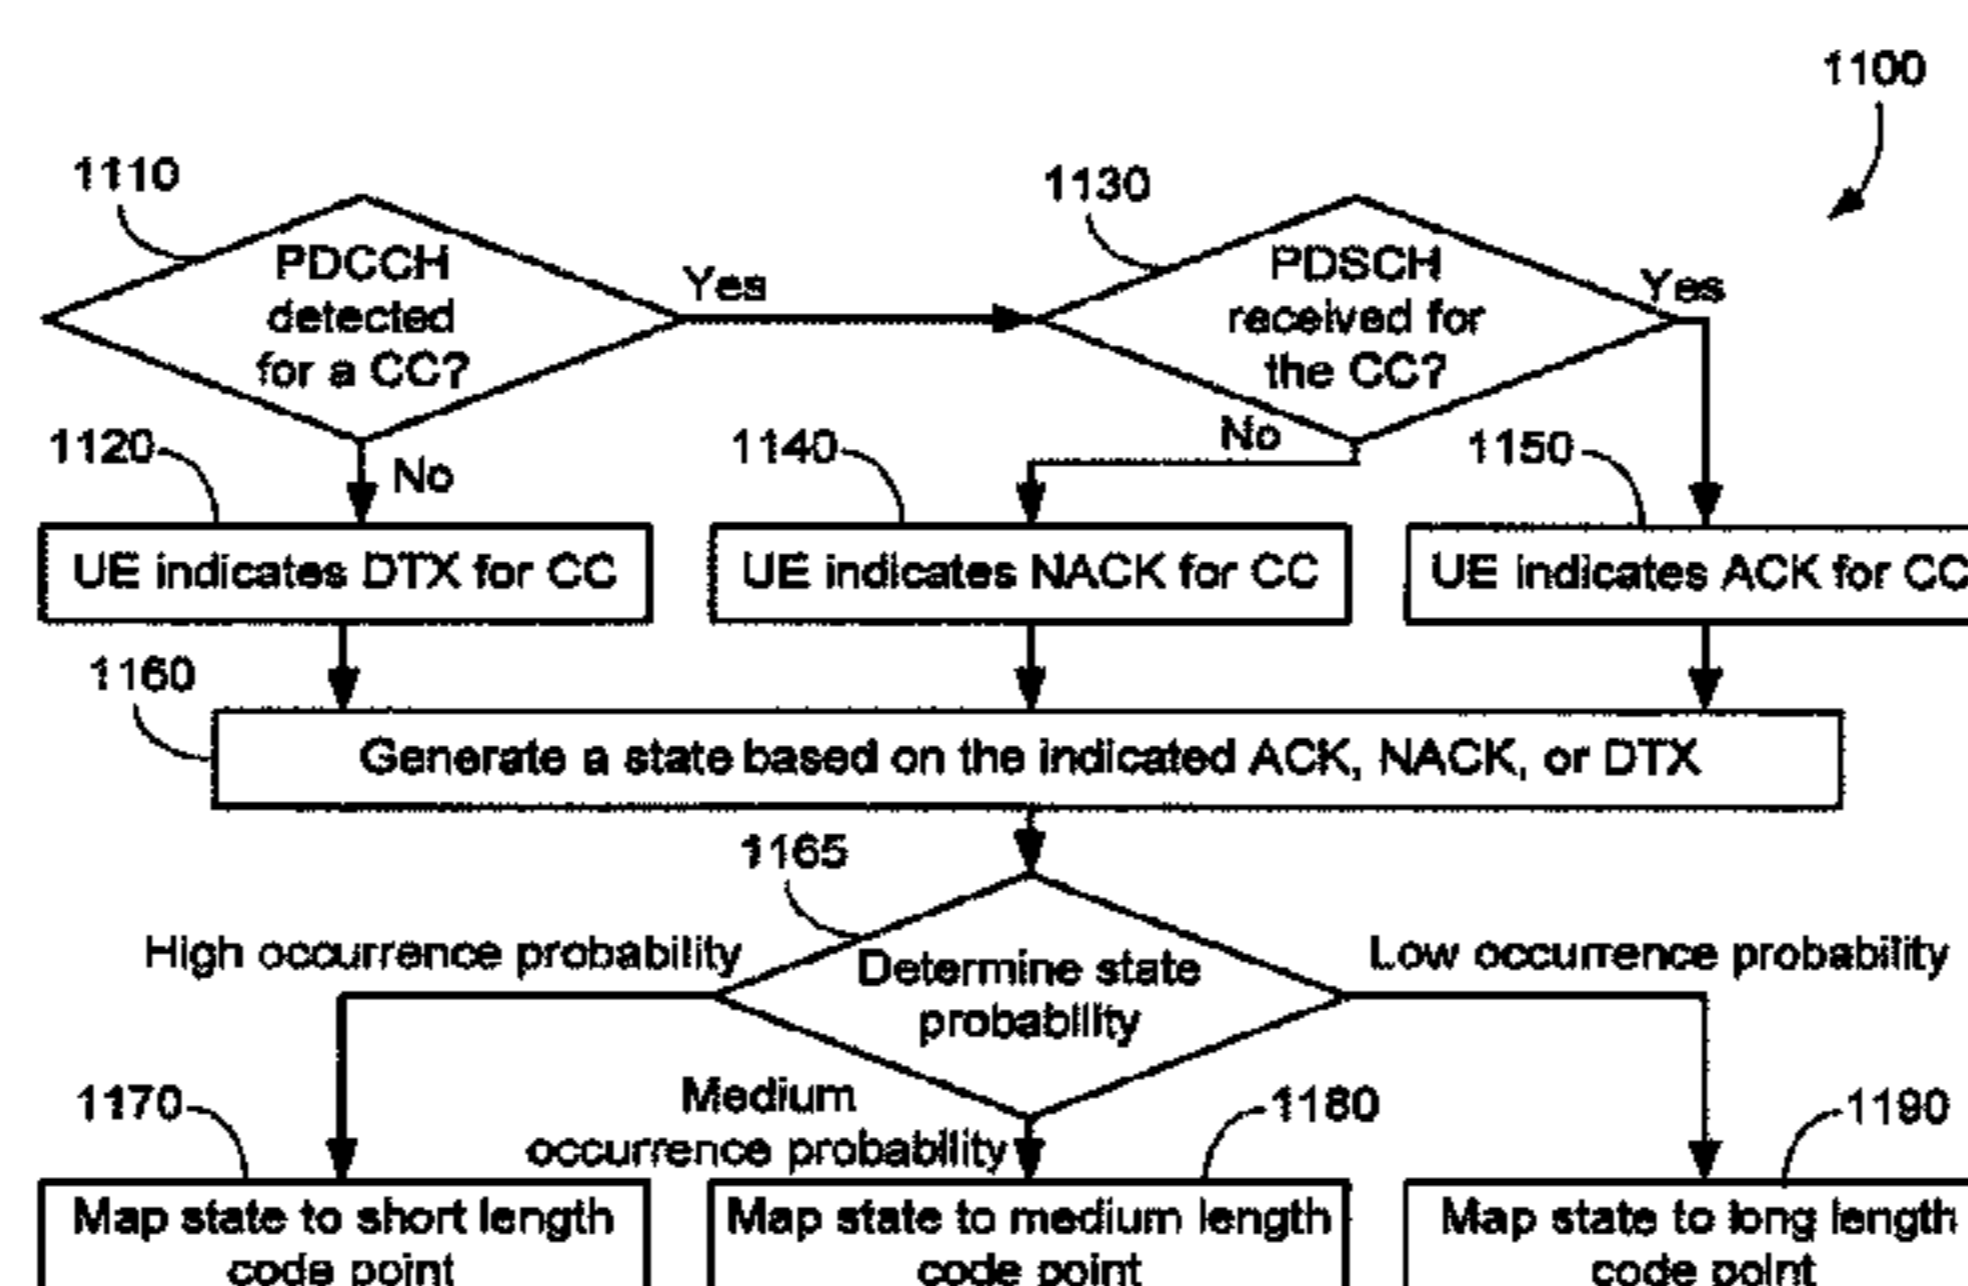 1100
1110
1130
PDCCH
detected
for a CC?
Yes
PDSCH
received for
the CC?
Yes
1120
No
1140
No
1150
UE indicates DTX for CC
UE indicates NACK for CC
UE indicates ACK for CC
1160
Generate a state based on the indicated ACK, NACK, or DTX
1165
High occurrence probability
Determine state
probability
Low occurrence probability
1170
Medium
occurrence probability
1180
1190
Map state to short length
code point
Map state to medium length
code point
Map state to long length
code point